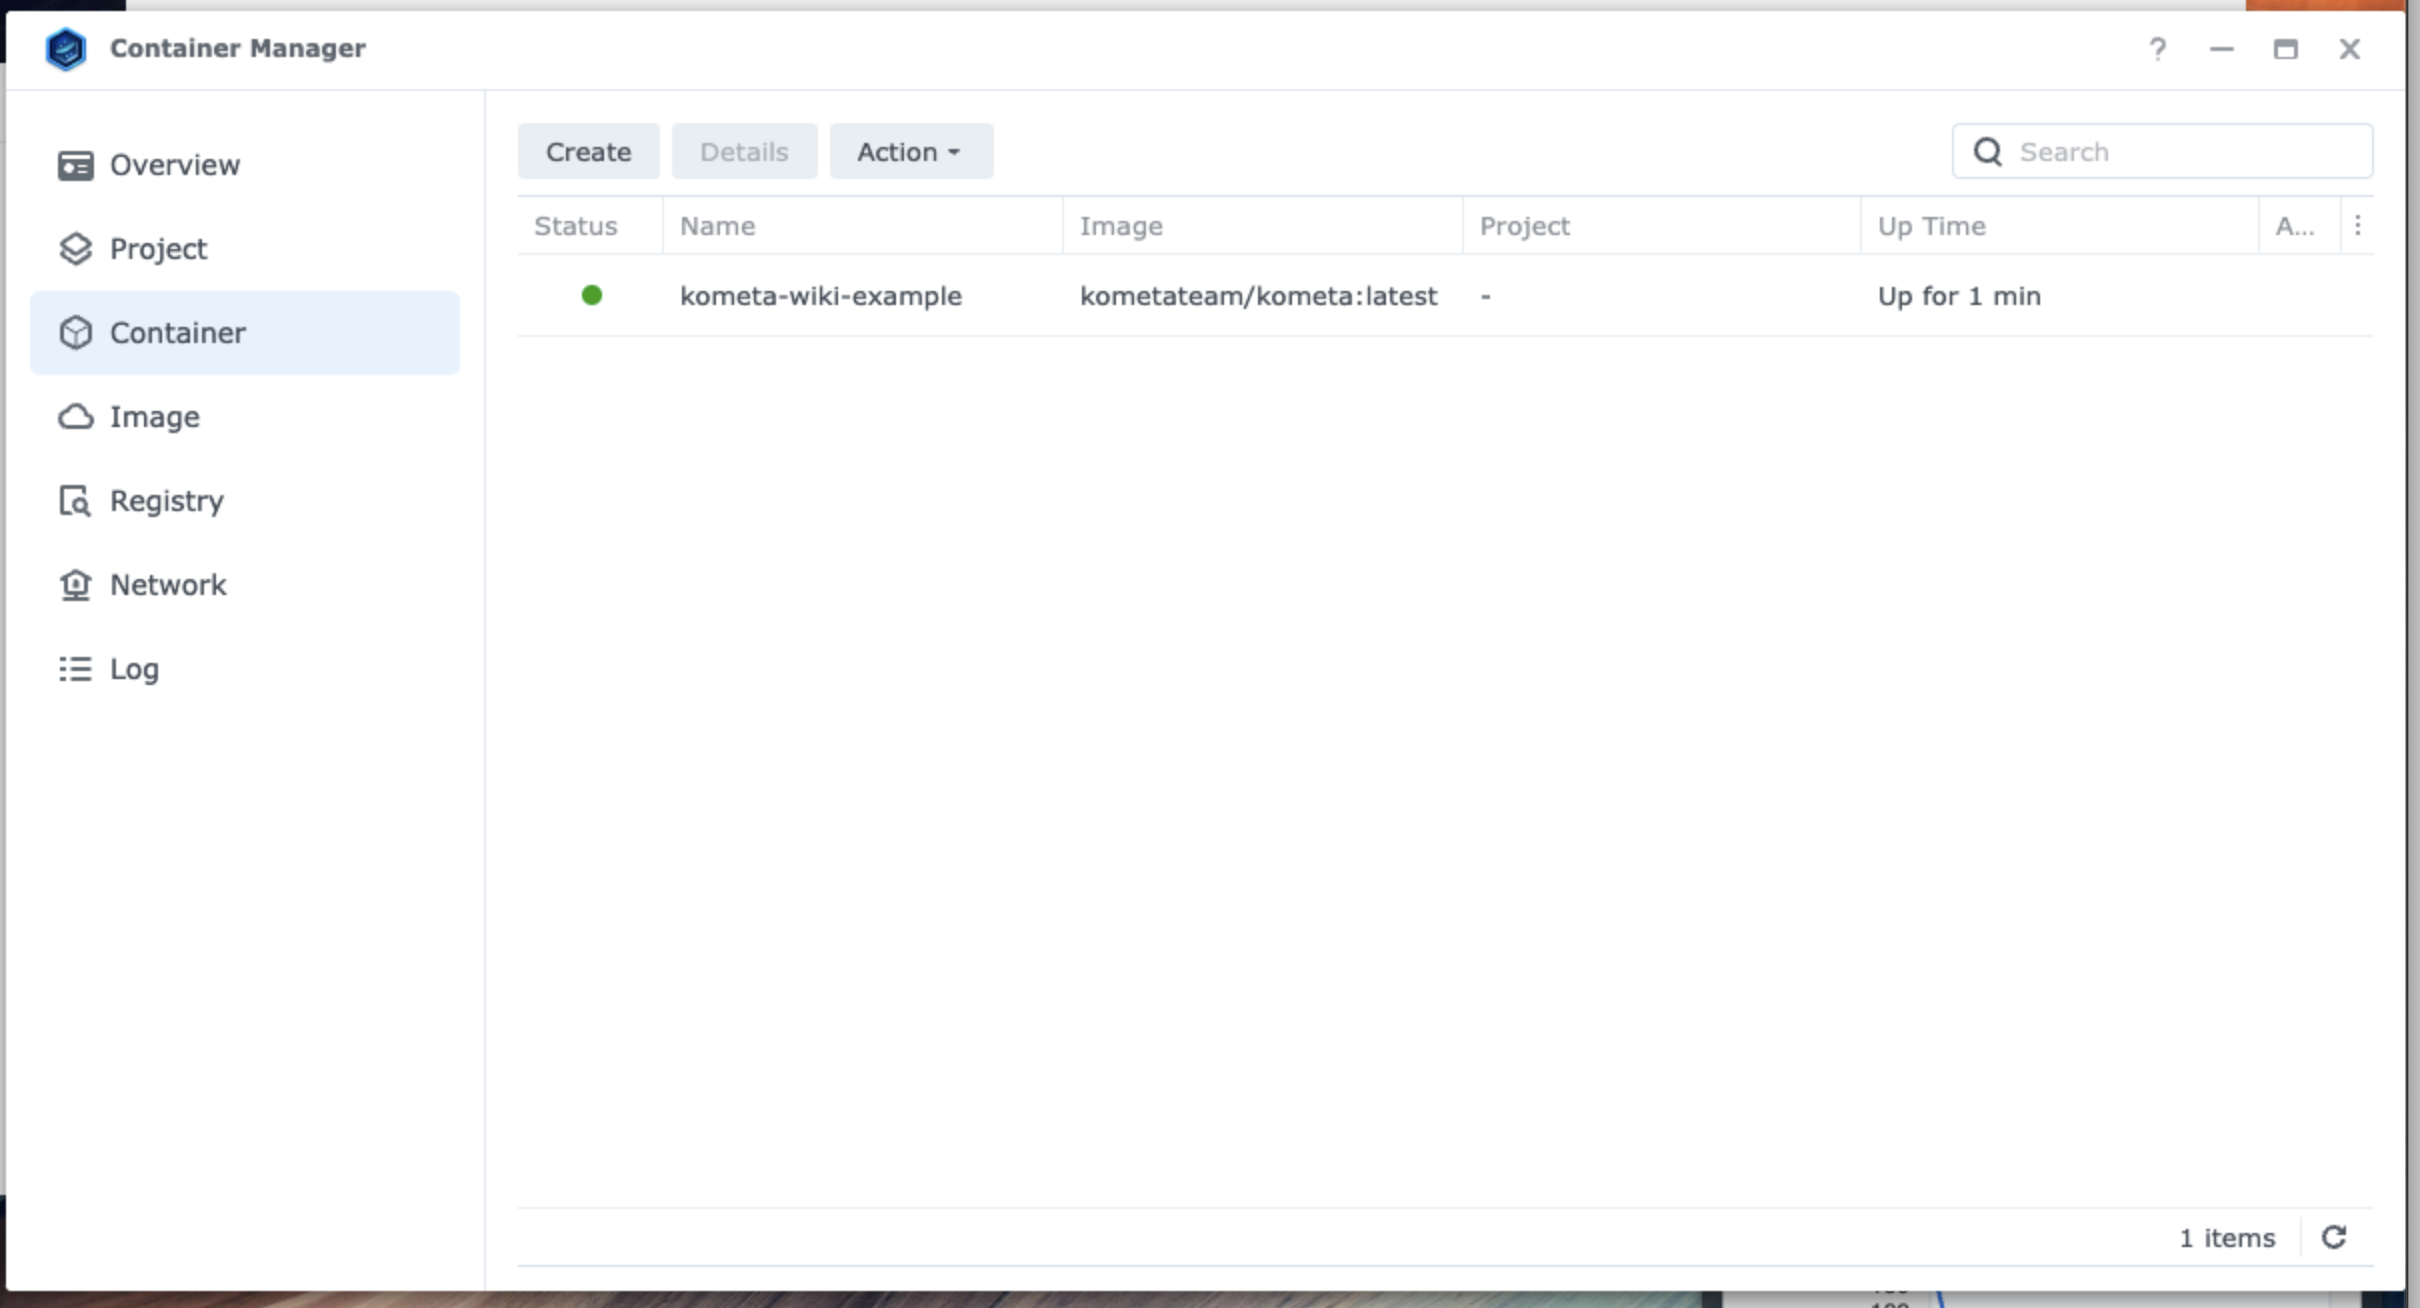 Container Manager
?
Overview
Project
Container
Image
Registry
Network
Log
Create Details Action
Search
Status Name Image Project Up Time A...
kometa-wiki-example kometateam/kometa:latest - Up for 1 min
1 items